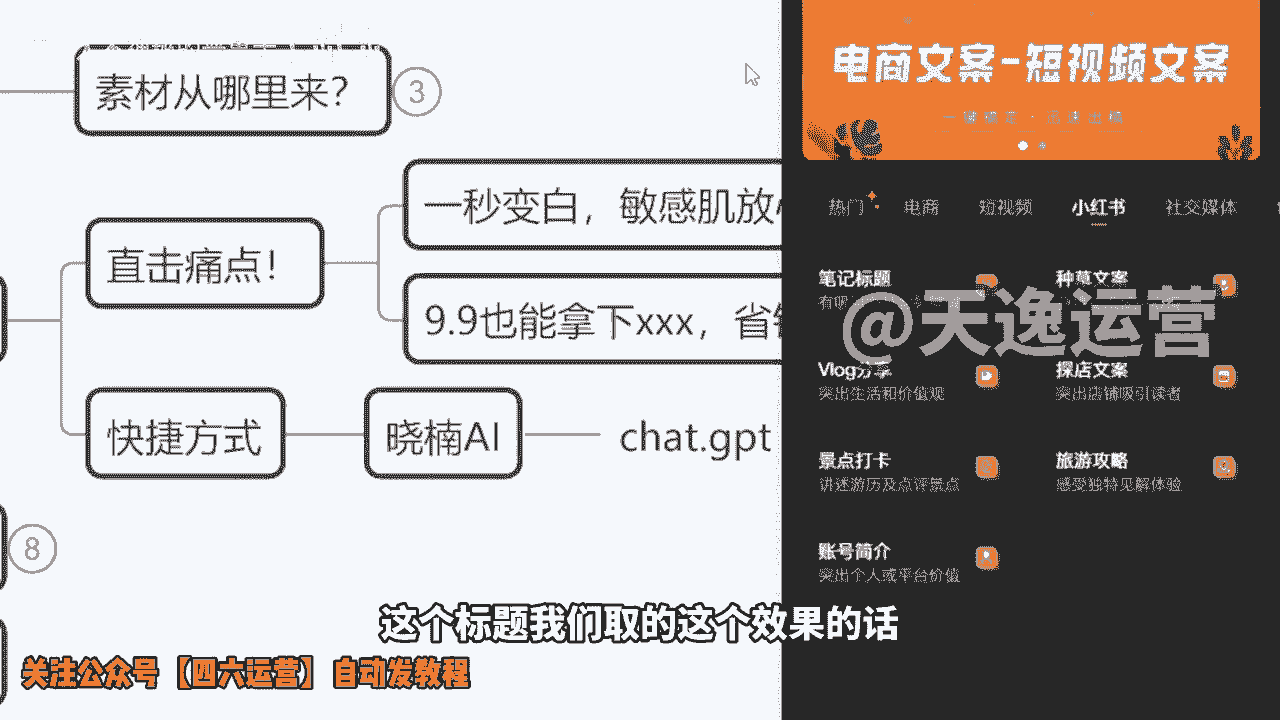 素材从哪里来？
3
一秒变白，敏感肌放
直击痛点！
9.9也能拿下xxx，省
快捷方式
晓楠AI
chat.gpt
8
电商文案-短视频文案
热门
电商
短视频
小红书
社交媒体
笔记标题
种草文案
@天逸运营
Vlog分享
探店文案
突出生活和价值观
突出店铺吸引读者
景点打卡
旅游攻略
讲述游历及点评景点
感受独特见解体验
账号简介
突出个人或平台价值
这个标题我们取的这个效果的话
关注公众号【四六运营】自动发教程